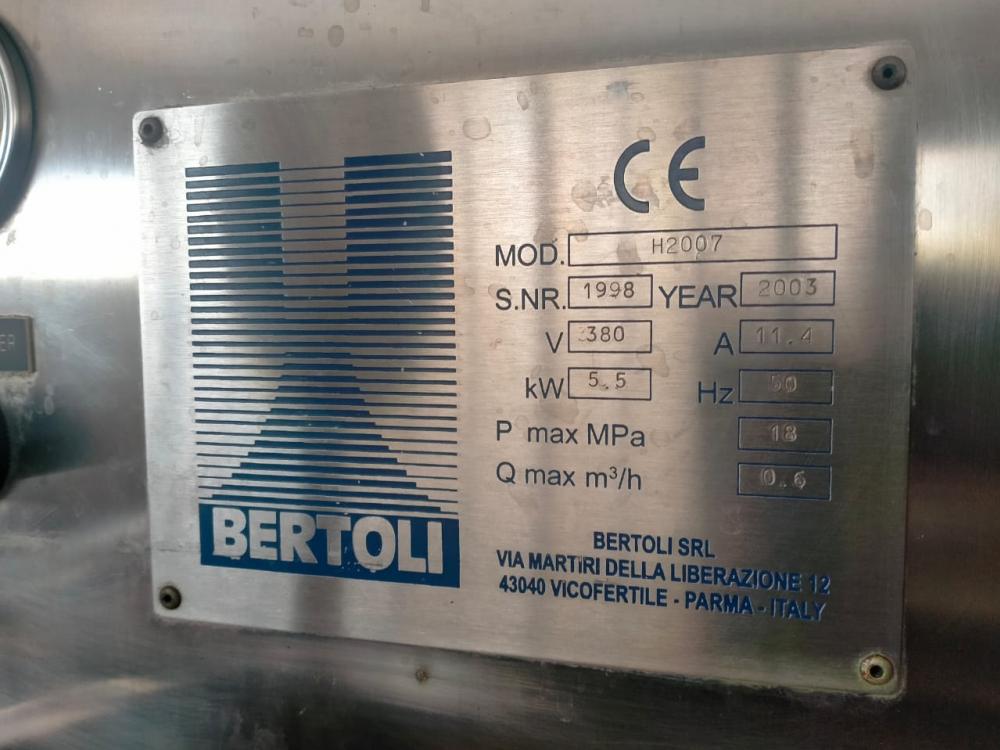 CE
MOD. H2007
S.NR. 1998 YEAR 2003
V 380 A 11.4
kW 5.5 Hz 50
P max MPa 18
Q max m³/h 0.6
BERTOLI
BERTOLI SRL
VIA MARTIRI DELLA LIBERAZIONE 12
43040 VICOFERTILE - PARMA - ITALY